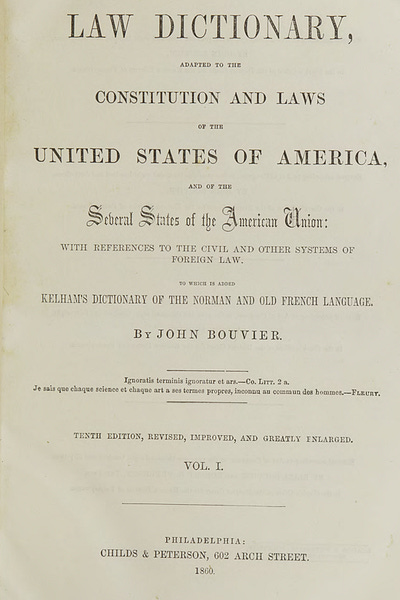 LAW DICTIONARY,
ADAPTED TO THE
CONSTITUTION AND LAWS
OF THE
UNITED STATES OF AMERICA,
AND OF THE
Several States of the American Union:
WITH REFERENCES TO THE CIVIL AND OTHER SYSTEMS OF
FOREIGN LAW.
TO WHICH IS ADDED
KELHAM'S DICTIONARY OF THE NORMAN AND OLD FRENCH LANGUAGE.
BY JOHN BOUVIER.
Ignoratis terminis ignoratur et ars.—Co. LITT. 2 a.
Je sais que chaque science et chaque art a ses termes propres, inconnu au commun des hommes.—FLEURY.
TENTH EDITION, REVISED, IMPROVED, AND GREATLY ENLARGED.
VOL. I.
PHILADELPHIA:
CHILDS & PETERSON, 602 ARCH STREET.
1860.